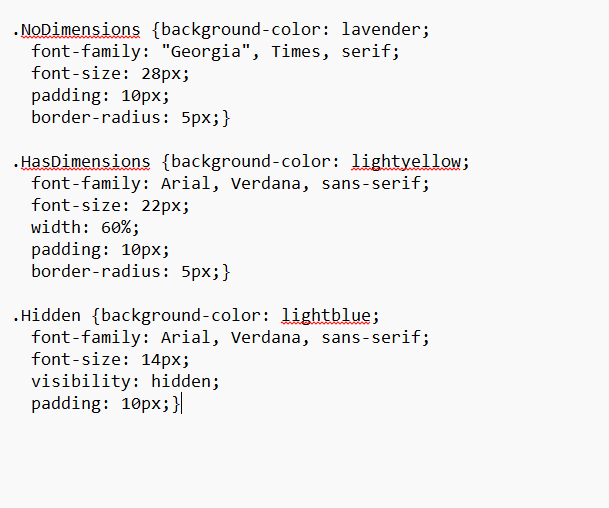 .NoDimensions {background-color: lavender;
font-family: "Georgia", Times, serif;
font-size: 28px;
padding: 10px;
border-radius: 5px;}
.HasDimensions {background-color: lightyellow;
font-family: Arial, Verdana, sans-serif;
font-size: 22px;
width: 60%;
padding: 10px;
border-radius: 5px;}
.Hidden {background-color: lightblue;
font-family: Arial, Verdana, sans-serif;
font-size: 14px;
visibility: hidden;
padding: 10px;}